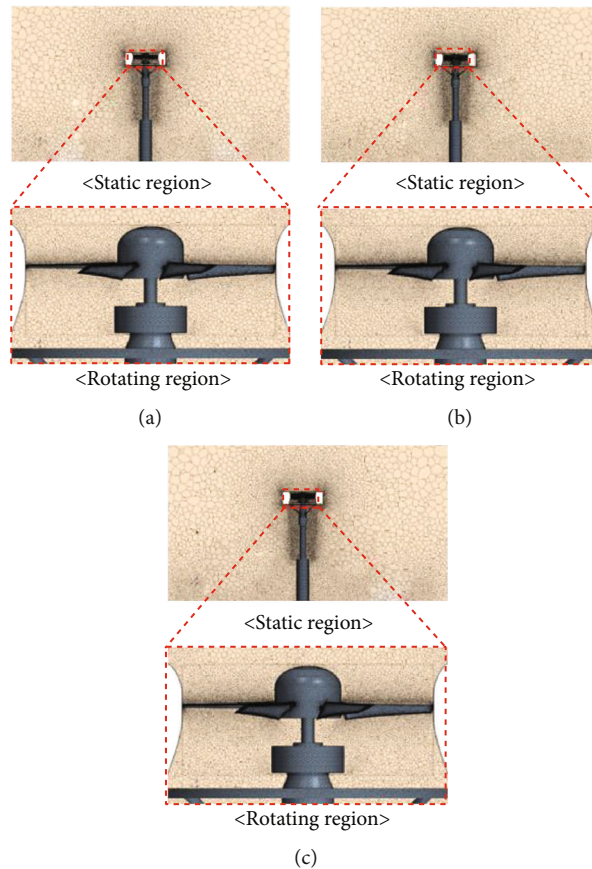 <Static region>
<Static region>
<Rotating region>
<Rotating region>
(a)
(b)
<Static region>
<Rotating region>
(c)